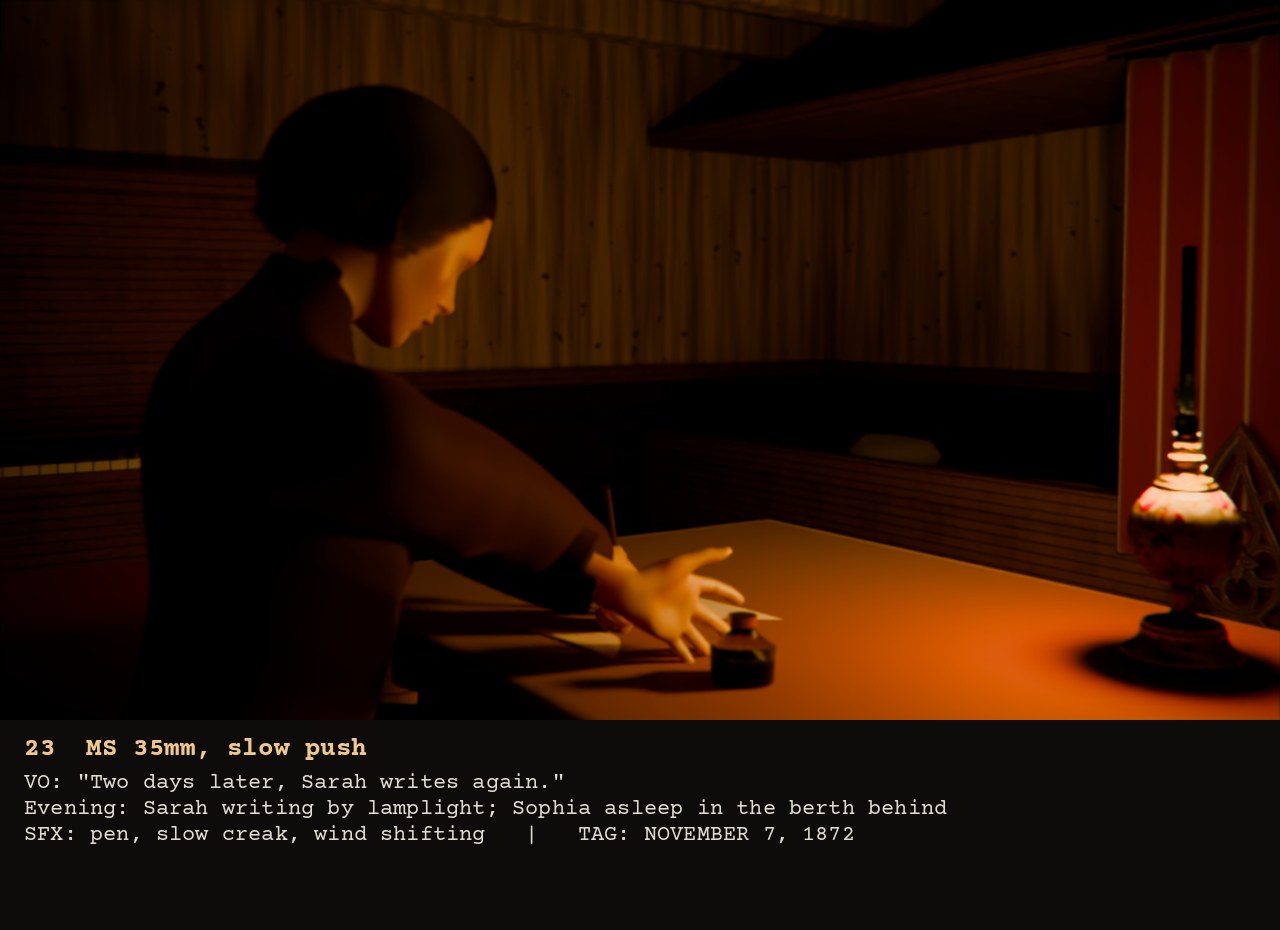 23  MS 35mm, slow push
VO: "Two days later, Sarah writes again."
Evening: Sarah writing by lamplight; Sophia asleep in the berth behind
SFX: pen, slow creak, wind shifting   |   TAG: NOVEMBER 7, 1872